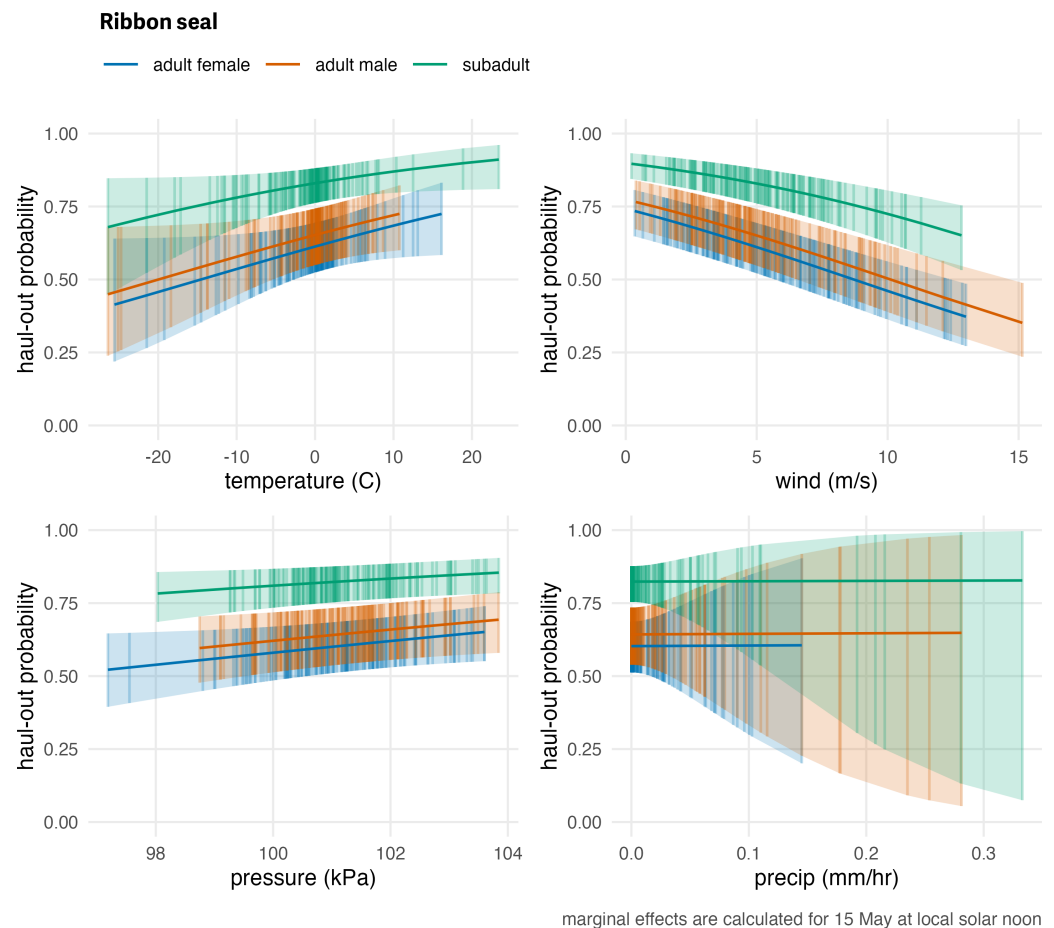 Ribbon seal
adult female adult male subadult
1.00
0.75
0.50
0.25
0.00
haul-out probability
-20 -10 0 10 20
temperature (C)
1.00
0.75
0.50
0.25
0.00
haul-out probability
0 5 10 15
wind (m/s)
1.00
0.75
0.50
0.25
0.00
haul-out probability
98 100 102 104
pressure (kPa)
1.00
0.75
0.50
0.25
0.00
haul-out probability
0.0 0.1 0.2 0.3
precip (mm/hr)
marginal effects are calculated for 15 May at local solar noon